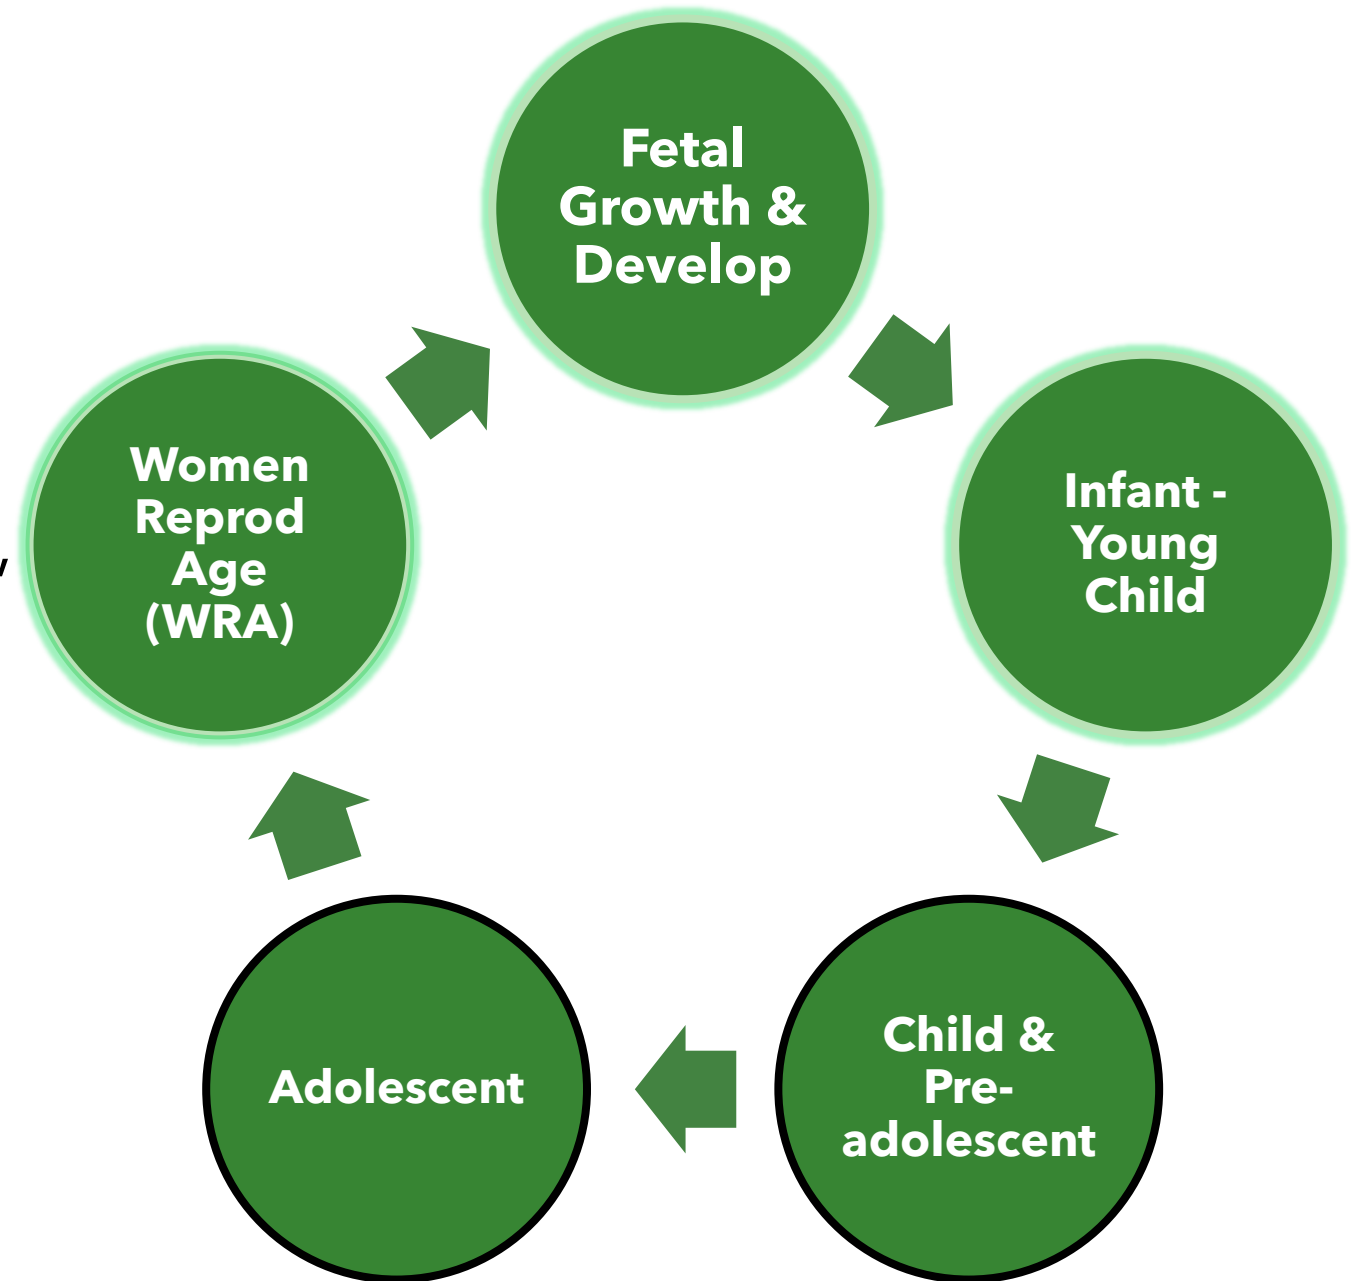 Fetal
Growth &
Develop
Infant -
Young
Child
Child &
Pre-
adolescent
Adolescent
Women
Reprod
Age
(WRA)